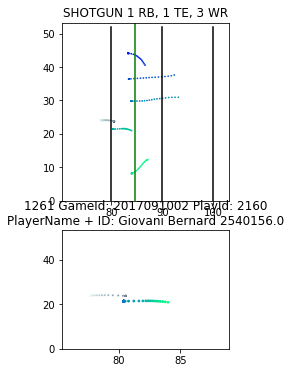 SHOTGUN 1 RB, 1 TE, 3 WR
50
40
30
20
10
0
80 90 100
1261 GameId: 2017091002 PlayId: 2160
PlayerName + ID: Giovani Bernard 2540156.0
40
20
0
80 85